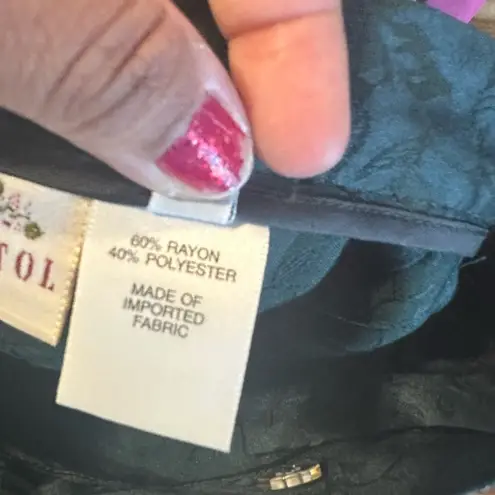 TOL
60% RAYON
40% POLYESTER
MADE OF
IMPORTED
FABRIC